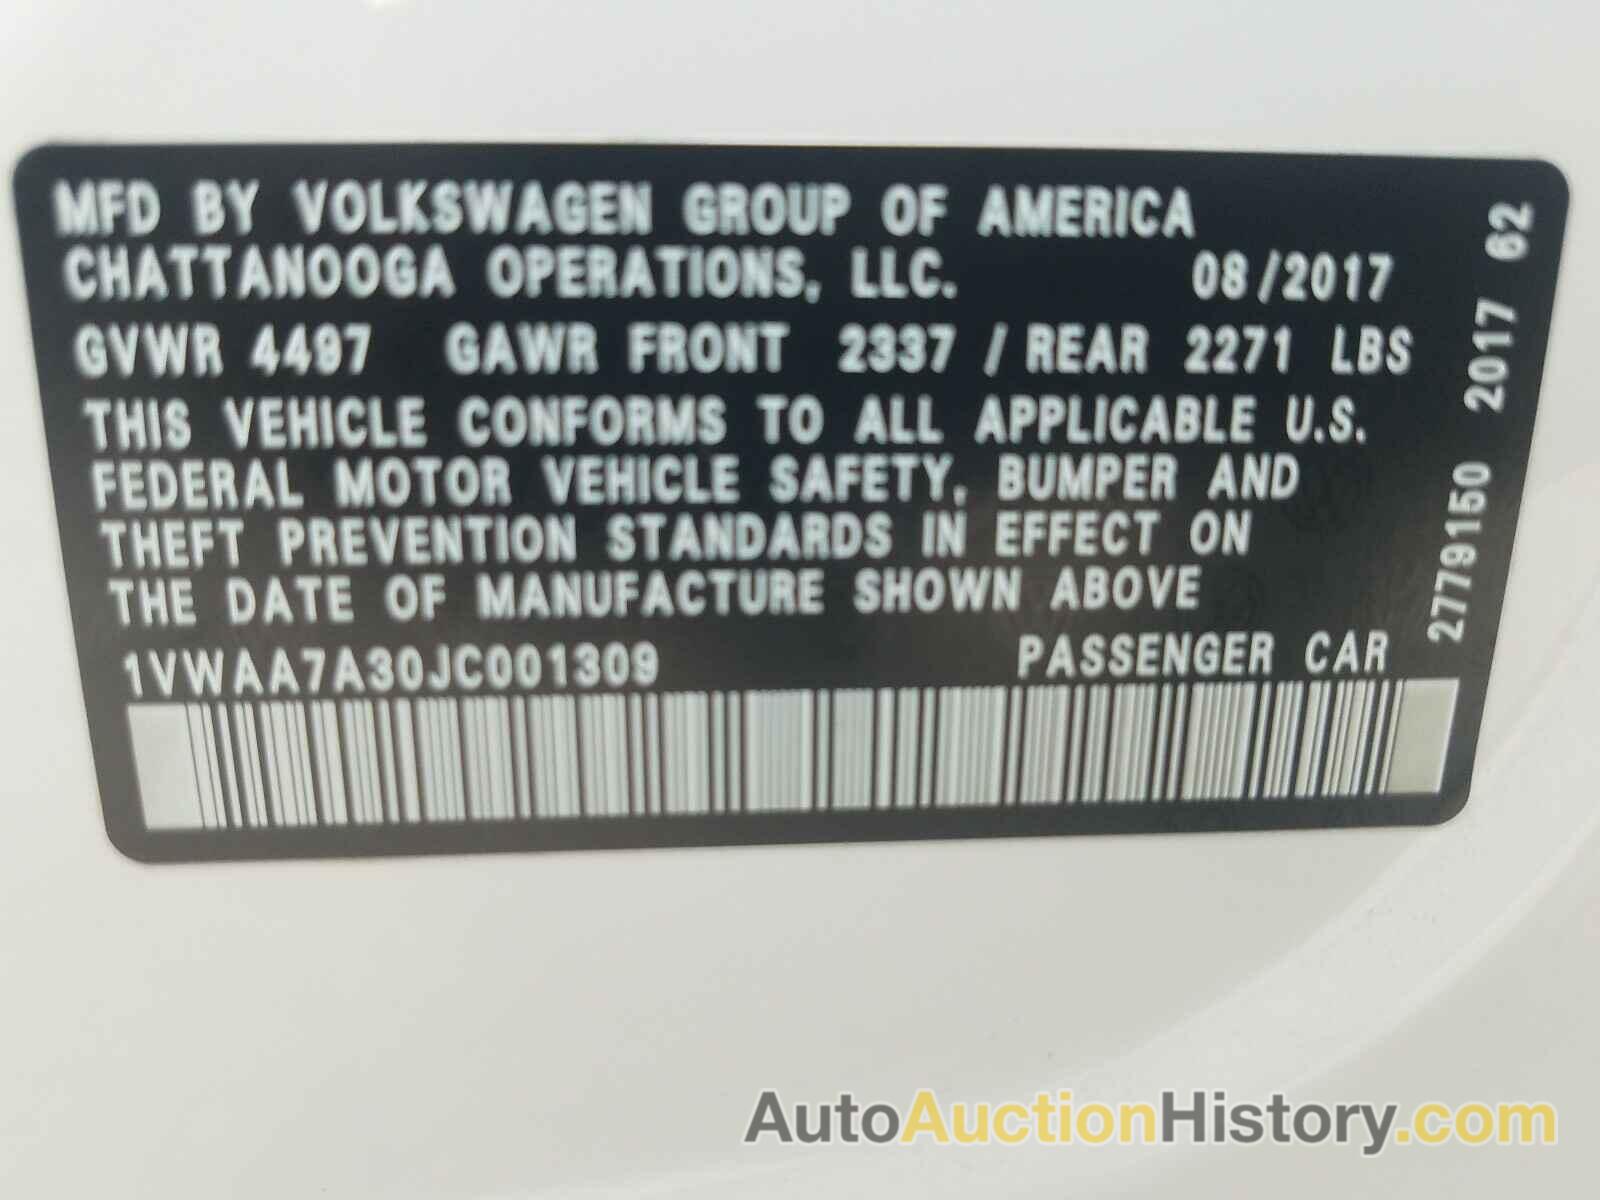 MFD BY VOLKSWAGEN GROUP OF AMERICA
CHATTANOOGA OPERATIONS, LLC. 08/2017
GVWR 4497 GAWR FRONT 2337 / REAR 2271 LBS
THIS VEHICLE CONFORMS TO ALL APPLICABLE U.S.
FEDERAL MOTOR VEHICLE SAFETY, BUMPER AND
THEFT PREVENTION STANDARDS IN EFFECT ON
THE DATE OF MANUFACTURE SHOWN ABOVE
1VWAA7A30JC001309 PASSENGER CAR
2779150 2017 62
AutoAuctionHistory.com